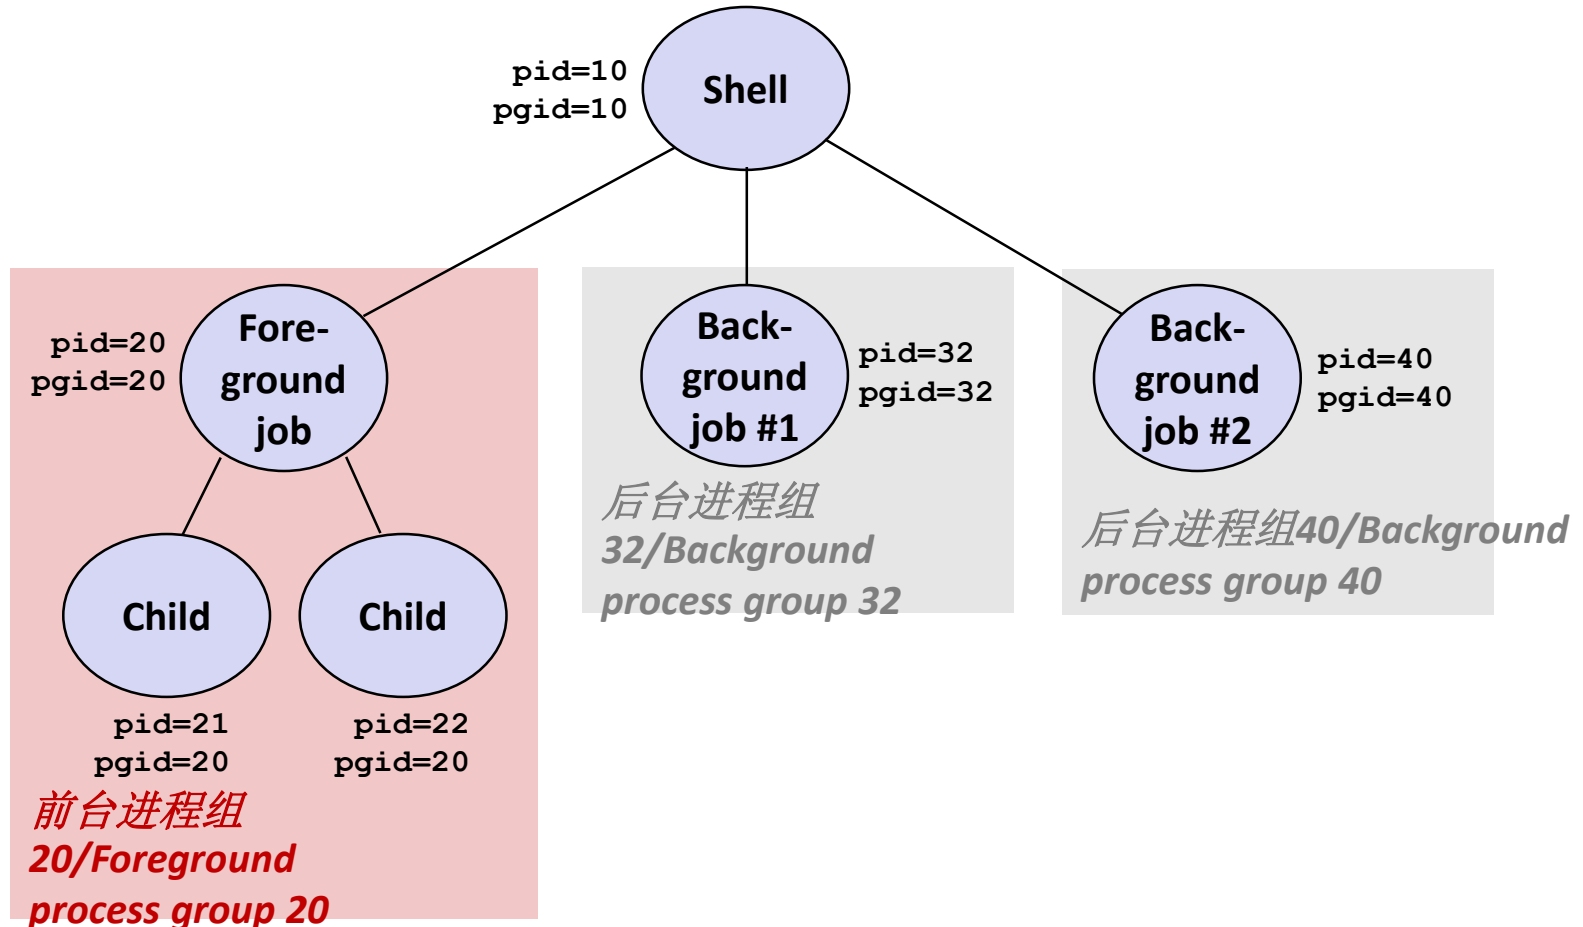 pid=10
pgid=10
Shell
pid=20
pgid=20
Fore-
ground
job
Back-
ground
job #1
pid=32
pgid=32
Back-
ground
job #2
pid=40
pgid=40
后台进程组
32/Background
process group 32
后台进程组40/Background
process group 40
Child
Child
pid=21
pgid=20
pid=22
pgid=20
前台进程组
20/Foreground
process group 20